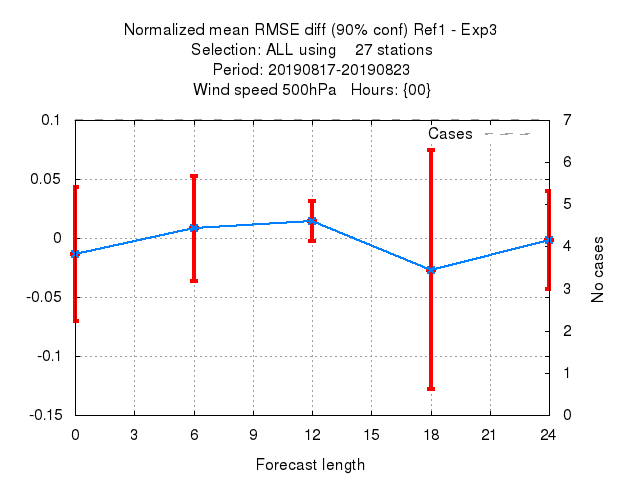 Normalized mean RMSE diff (90% conf) Ref1 - Exp3
Selection: ALL using    27 stations
Period: 20190817-20190823
Wind speed 500hPa   Hours: {00}
Cases
0.1
0.05
0
-0.05
-0.1
-0.15
7
6
5
4
3
2
1
0
No cases
0 3 6 9 12 15 18 21 24
Forecast length